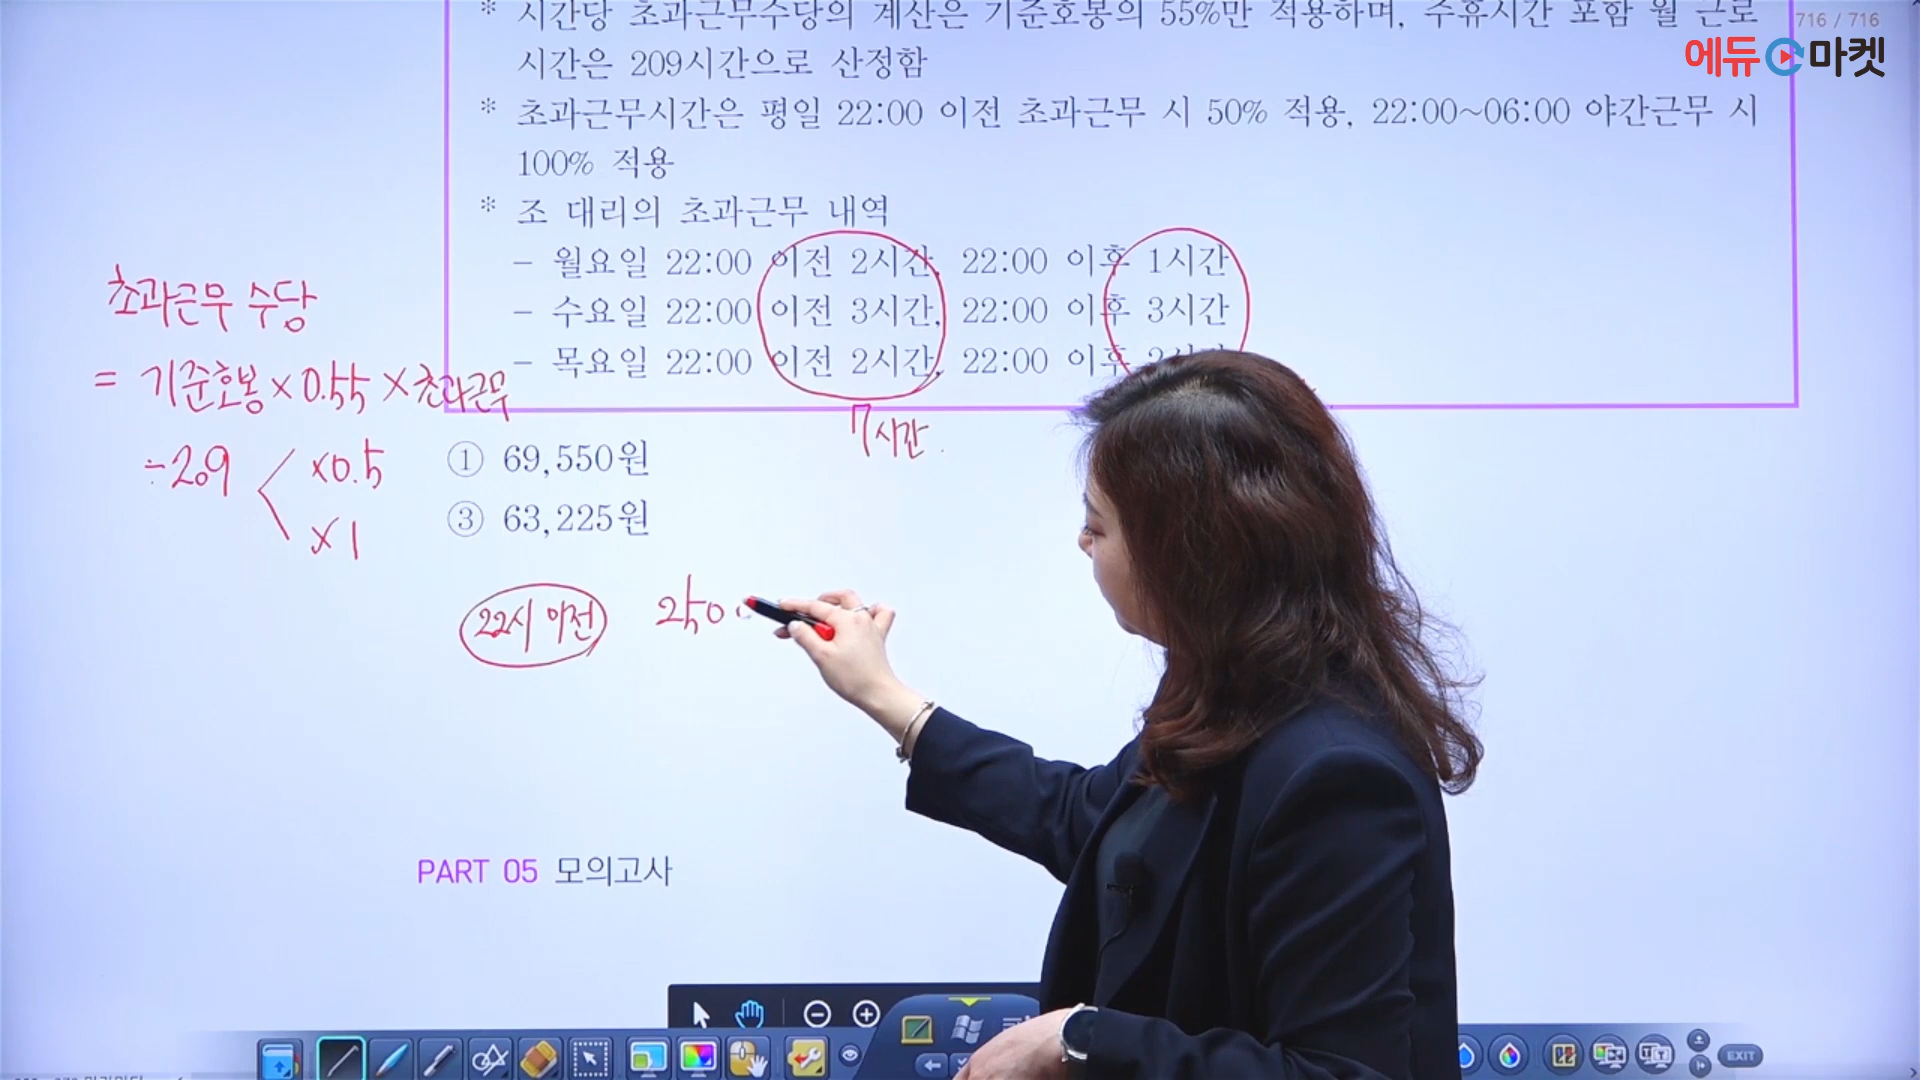 * 시간당 초과근무수당의 계산은 기준호봉의 55%만 적용하며, 주휴시간 포함 월 근로
시간은 209시간으로 산정함
* 초과근무시간은 평일 22:00 이전 초과근무 시 50% 적용, 22:00~06:00 야간근무 시
100% 적용
* 조 대리의 초과근무 내역
- 월요일 22:00 이전 2시간, 22:00 이후 1시간
- 수요일 22:00 이전 3시간, 22:00 이후 3시간
- 목요일 22:00 이전 2시간, 22:00 이후
716 / 716
에듀마켓
초과근무 수당
= 기준호봉×0.55×초과근무
÷209 ×0.5
×1
7시간
① 69,550원
③ 63,225원
22시 이전 250
PART 05 모의고사
EXIT